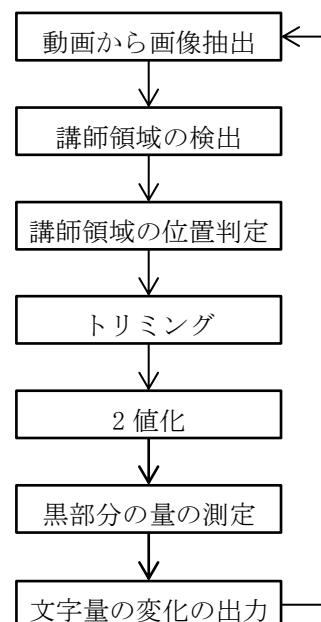 動画から画像抽出
講師領域の検出
講師領域の位置判定
トリミング
2 値化
黒部分の量の測定
文字量の変化の出力